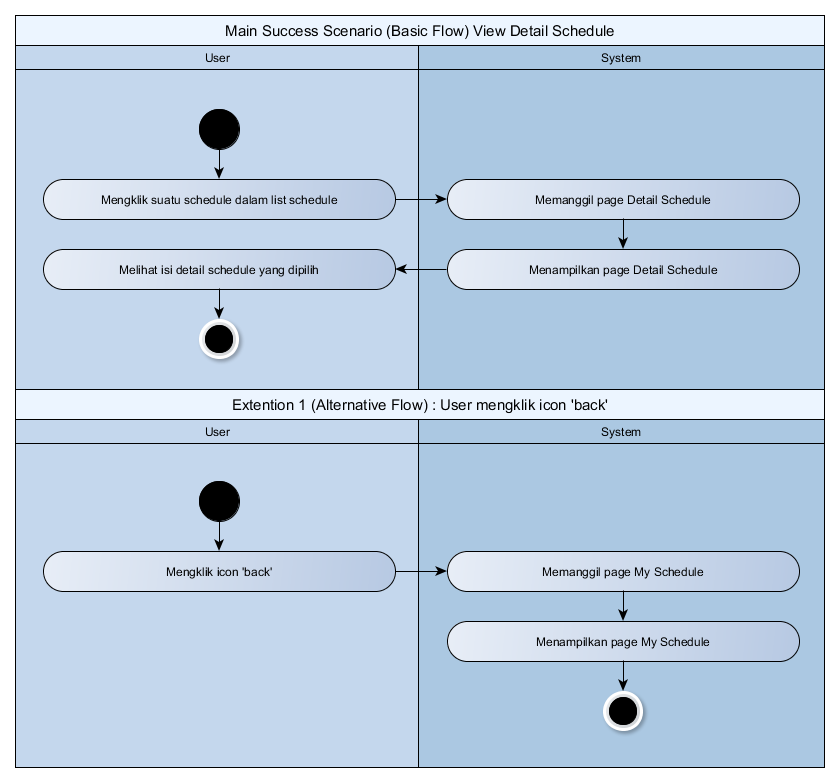 Main Success Scenario (Basic Flow) View Detail Schedule
User
System
Mengklik suatu schedule dalam list schedule
Memanggil page Detail Schedule
Melihat isi detail schedule yang dipilih
Menampilkan page Detail Schedule
Extention 1 (Alternative Flow) : User mengklik icon 'back'
User
System
Mengklik icon 'back'
Memanggil page My Schedule
Menampilkan page My Schedule